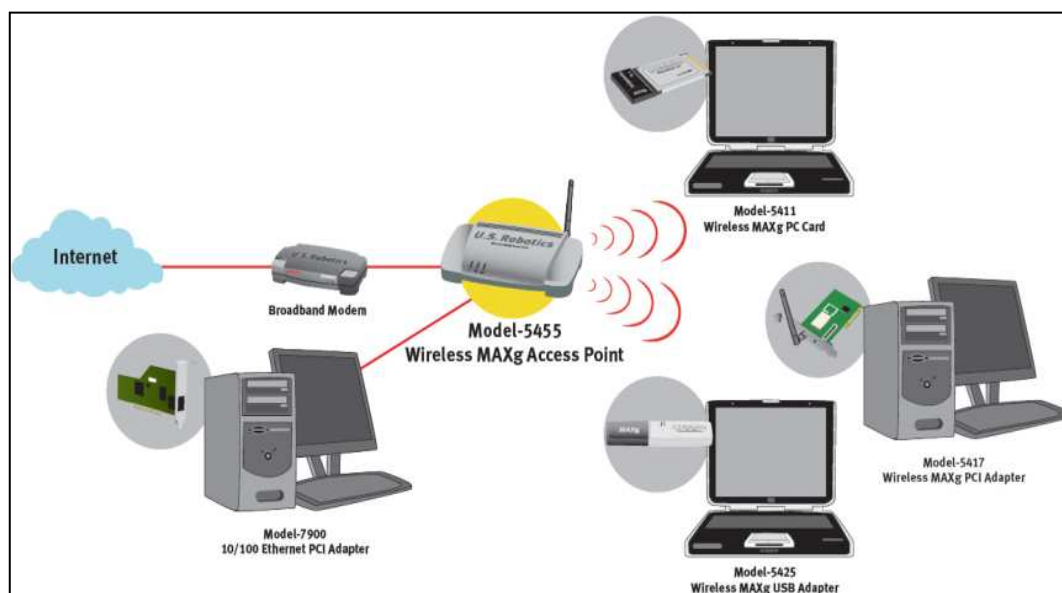 Internet
Broadband Modem
U.S. Robotics
Model-5455
Wireless MAXg Access Point
Model-5411
Wireless MAXg PC Card
Model-7900
10/100 Ethernet PCI Adapter
MAXg
Model-5417
Wireless MAXg PCI Adapter
Model-5425
Wireless MAXg USB Adapter